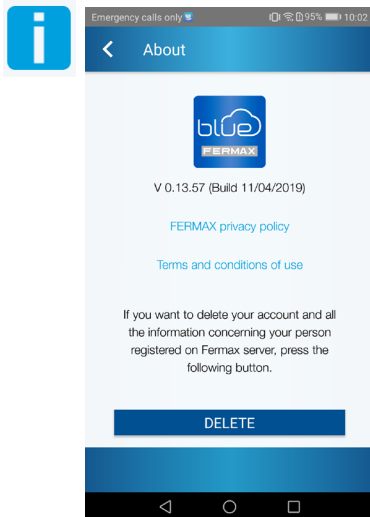 i
Emergency calls only 95% 10:02
About
blue
FERMAX
V 0.13.57 (Build 11/04/2019)
FERMAX privacy policy
Terms and conditions of use
If you want to delete your account and all
the information concerning your person
registered on Fermax server, press the
following button.
DELETE